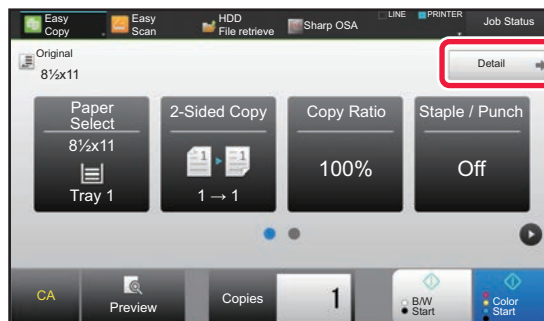 Easy
Copy
Easy
Scan
HDD
File retrieve
Sharp OSA
LINE
PRINTER
Job Status
Original
8½x11
Detail
Paper
Select
8½x11
Tray 1
2-Sided Copy
1
1
1 → 1
Copy Ratio
100%
Staple / Punch
Off
CA
Preview
Copies
1
B/W
Start
Color
Start